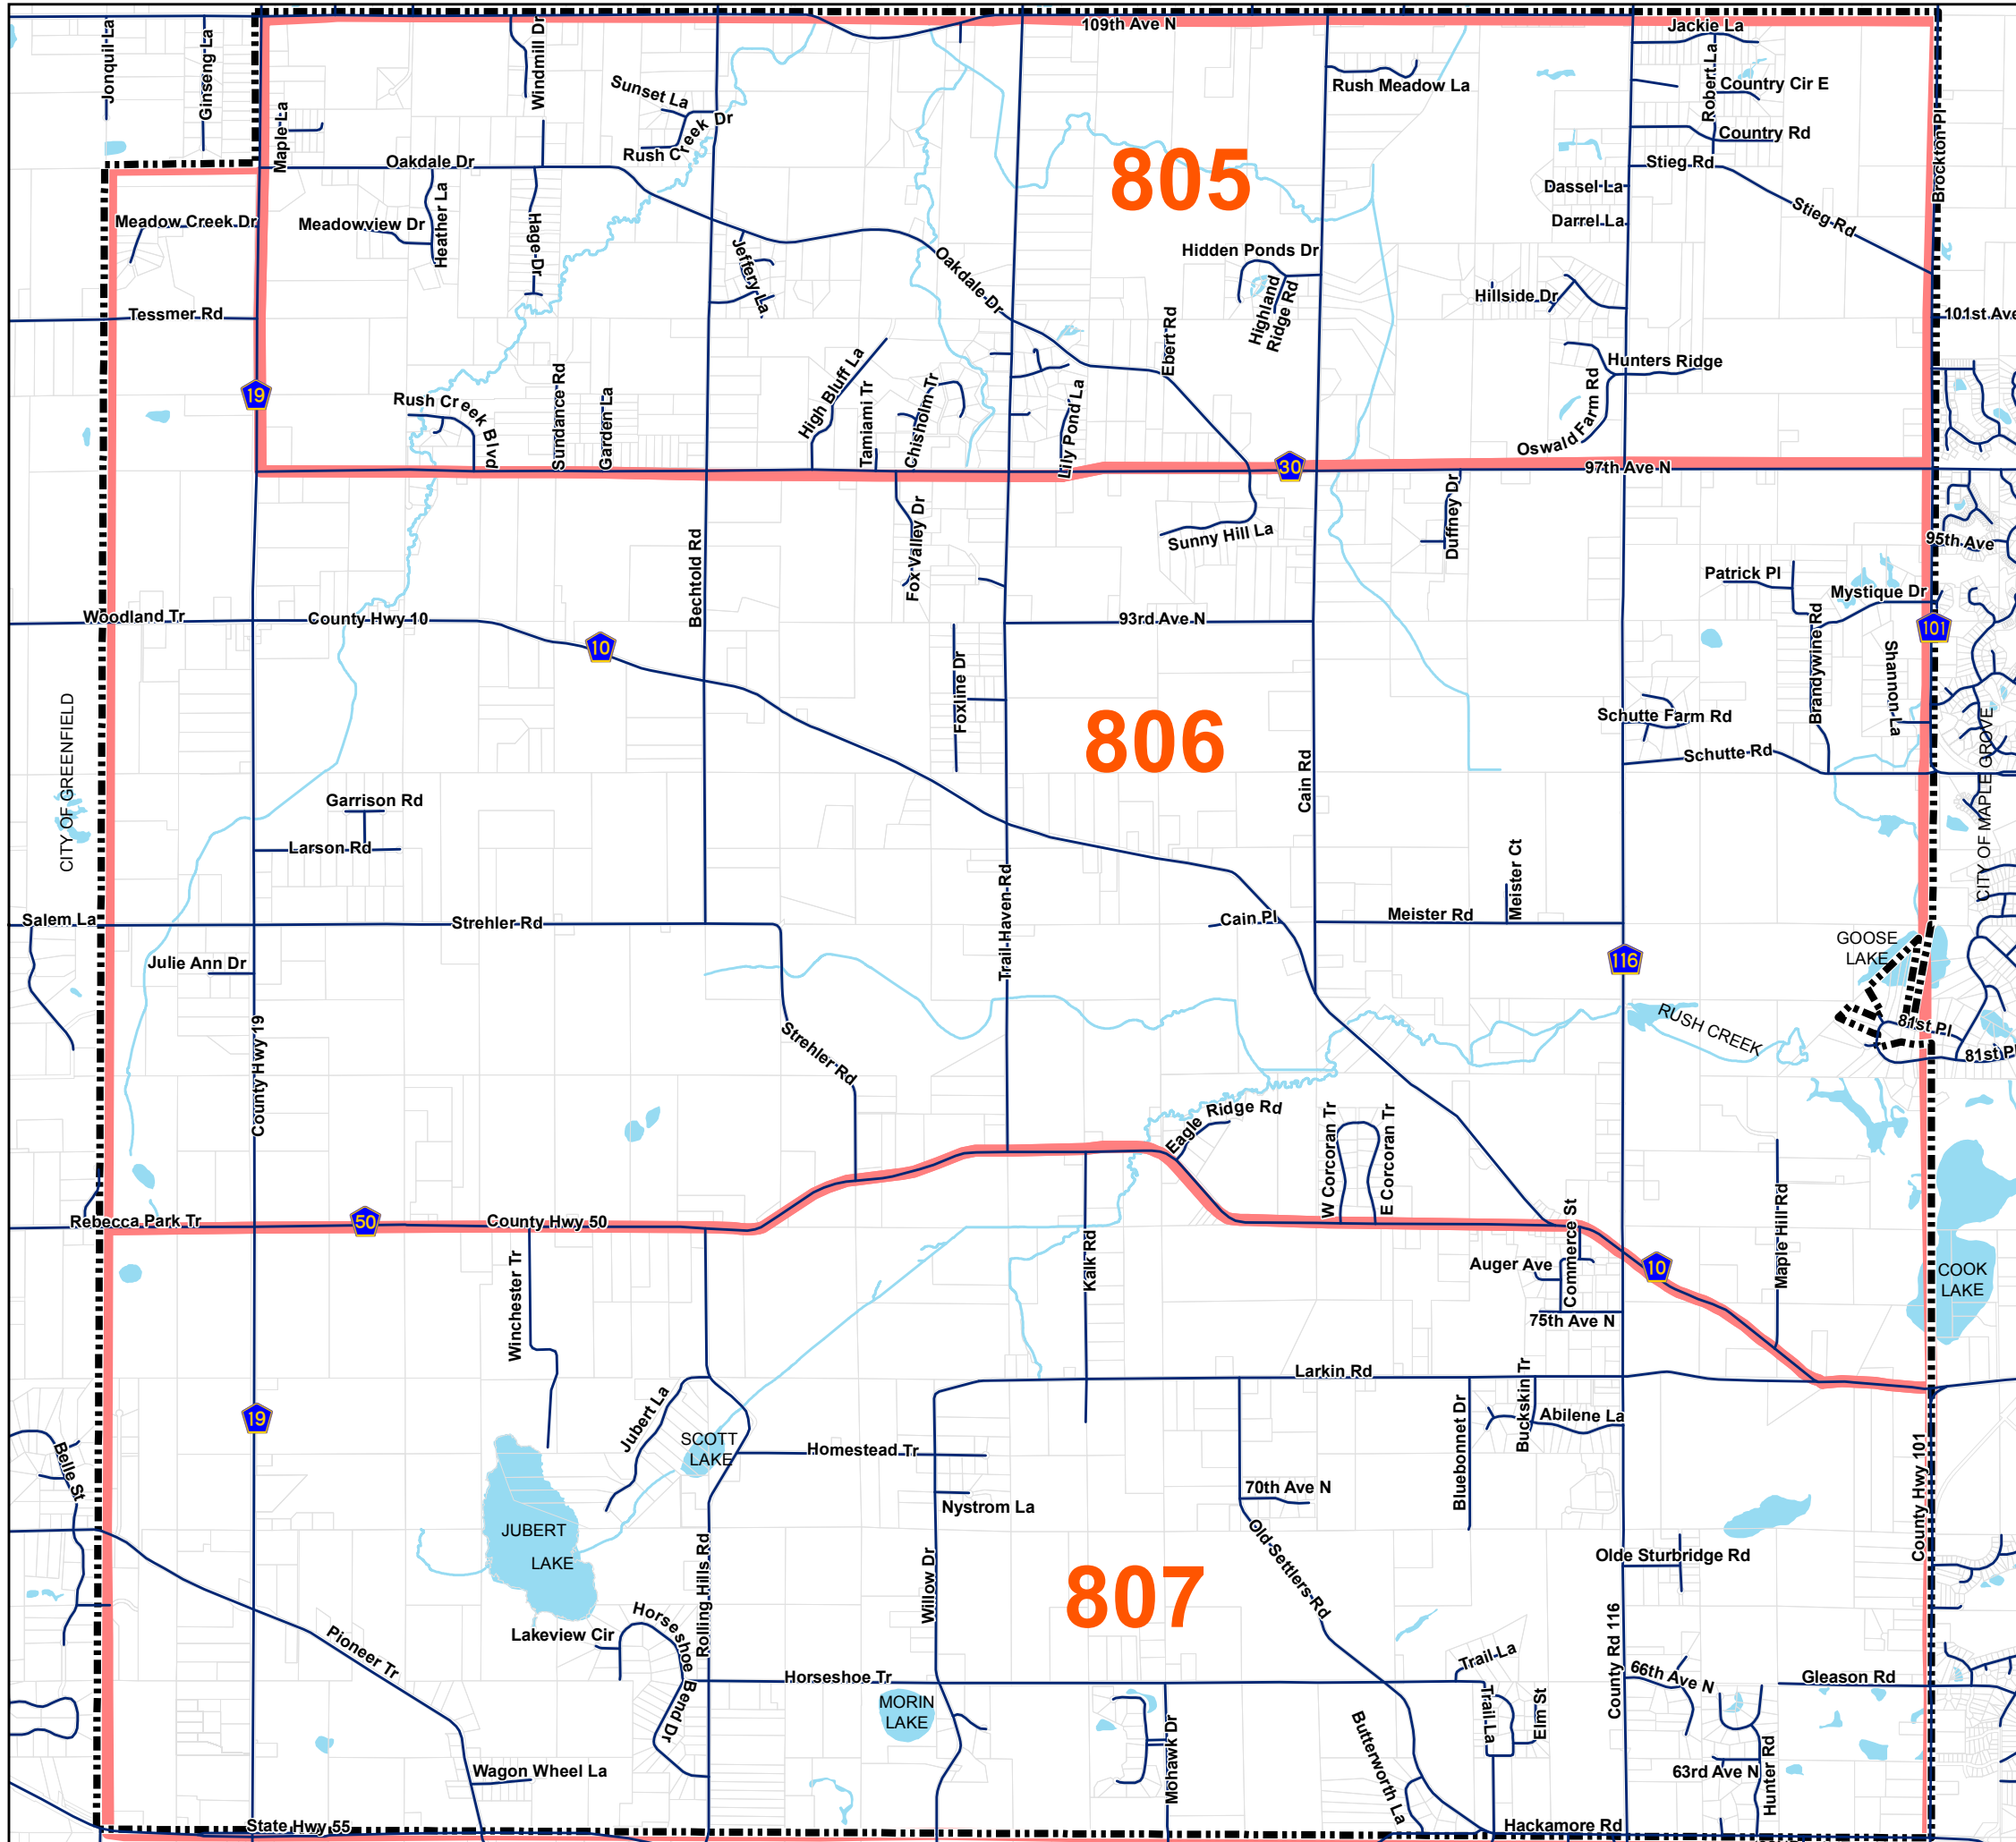 109th Ave N
Jackie La
Jonquil La
Ginseng La
Windmill Dr
Maple La
Sunset La
Rush Creek Dr
Rush Meadow La
Robert La
Country Cir E
Country Rd
Brockton Pl
Oakdale Dr
805
Stieg Rd
Dassel La
Darrel La
Stieg Rd
Meadow Creek Dr
Meadowview Dr
Heather La
Hage Dr
Jeffery La
Oakdale Dr
Hidden Ponds Dr
Highland
Ridge Rd
Hillside Dr
Tessmer Rd
101st Ave
Ebert Rd
Hunters Ridge
19
Rush Creek Blvd
Sundance Rd
Garden La
High Bluff La
Tamiami Tr
Chisholm Tr
Lily Pond La
Oswald Farm Rd
30
97th Ave N
Bechtold Rd
Fox Valley Dr
Sunny Hill La
Duffney Dr
95th Ave
Patrick Pl
Mystique Dr
Woodland Tr
County Hwy 10
10
93rd Ave N
101
Brandywine Rd
Shannon La
Foxline Dr
CITY OF GREENFIELD
806
Schutte Farm Rd
Schutte Rd
CITY OF MAPLE GROVE
Cain Rd
Garrison Rd
Larson Rd
Trail Haven Rd
Meister Ct
Salem La
Strehler Rd
Cain Pl
Meister Rd
Julie Ann Dr
116
GOOSE
LAKE
County Hwy 19
Strehler Rd
RUSH CREEK
81st Pl
81st Pl
Eagle Ridge Rd
W Corcoran Tr
E Corcoran Tr
Rebecca Park Tr
50
County Hwy 50
Commerce St
Maple Hill Rd
Winchester Tr
Kalk Rd
Auger Ave
10
COOK
LAKE
75th Ave N
Larkin Rd
19
Jubert La
SCOTT
LAKE
Homestead Tr
Bluebonnet Dr
Buckskin Tr
Abilene La
Belle St
Nystrom La
70th Ave N
County Hwy 101
JUBERT
LAKE
Rolling Hills Rd
Willow Dr
807
Old Settlers Rd
Olde Sturbridge Rd
Lakeview Cir
Horseshoe Bend Dr
Pioneer Tr
Horseshoe Tr
Trail La
County Rd 116
66th Ave N
Gleason Rd
MORIN
LAKE
Mohawk Dr
Butterworth La
Trail La
Elm St
Wagon Wheel La
63rd Ave N
Hunter Rd
State Hwy 55
Hackamore Rd